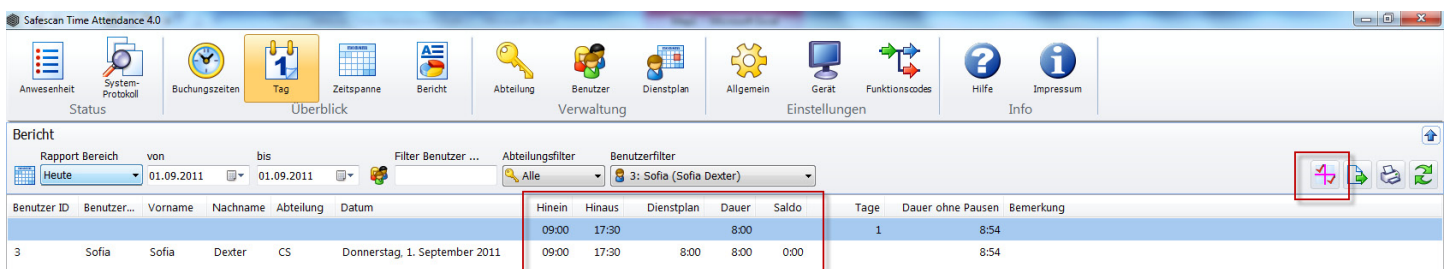 Safescan Time Attendance 4.0
Anwesenheit System-Protokoll Buchungszeiten 1 Tag Zeitspanne Bericht Abteilung Benutzer Dienstplan Allgemein Gerät Funktionscodes Hilfe Impressum
Status Überblick Verwaltung Einstellungen Info
Bericht
Rapport Bereich von bis Filter Benutzer ... Abteilungsfilter Benutzerfilter
Heute 01.09.2011 01.09.2011 Alle 3: Sofia (Sofia Dexter)
Benutzer ID Benutzer... Vorname Nachname Abteilung Datum Hinein Hinaus Dienstplan Dauer Saldo Tage Dauer ohne Pausen Bemerkung
09:00 17:30 8:00 1 8:54
3 Sofia Sofia Dexter CS Donnerstag, 1. September 2011 09:00 17:30 8:00 8:00 0:00 8:54